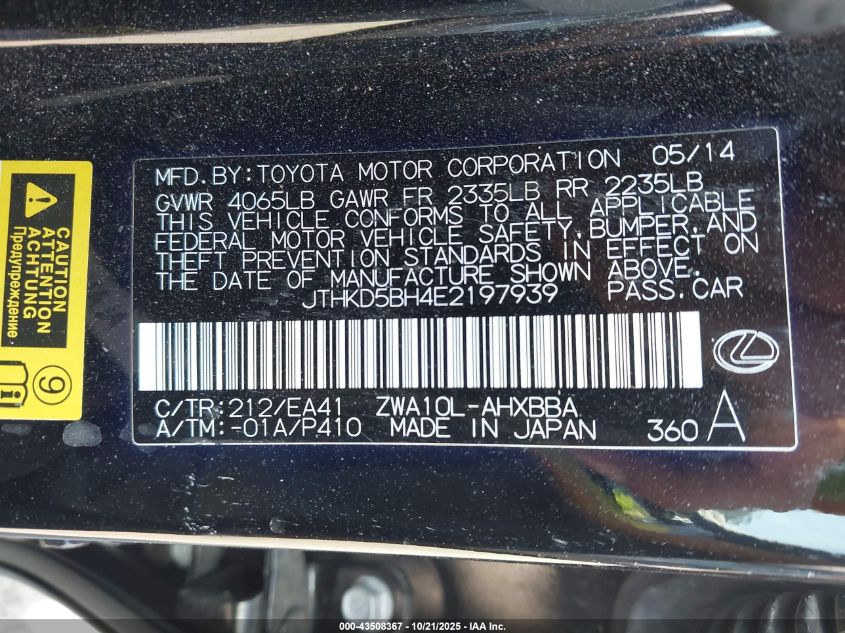 MFD.BY:TOYOTA MOTOR CORPORATION 05/14
GVWR 4065LB GAWR FR 2335LB RR 2235LB
THIS VEHICLE CONFORMS TO ALL APPLICABLE
FEDERAL MOTOR VEHICLE SAFETY,BUMPER,AND
THEFT PREVENTION STANDARDS IN EFFECT ON
THE DATE OF MANUFACTURE SHOWN ABOVE.
JTHKD5BH4E2197939 PASS.CAR
C/TR:212/EA41 ZWA10L-AHXBBA
A/TM:-01A/P410 MADE IN JAPAN 360 A
CAUTION
ATTENTION
ACHTUNG
Предупреждение
9
i
000-43508367 - 10/21/2025 - IAA Inc.